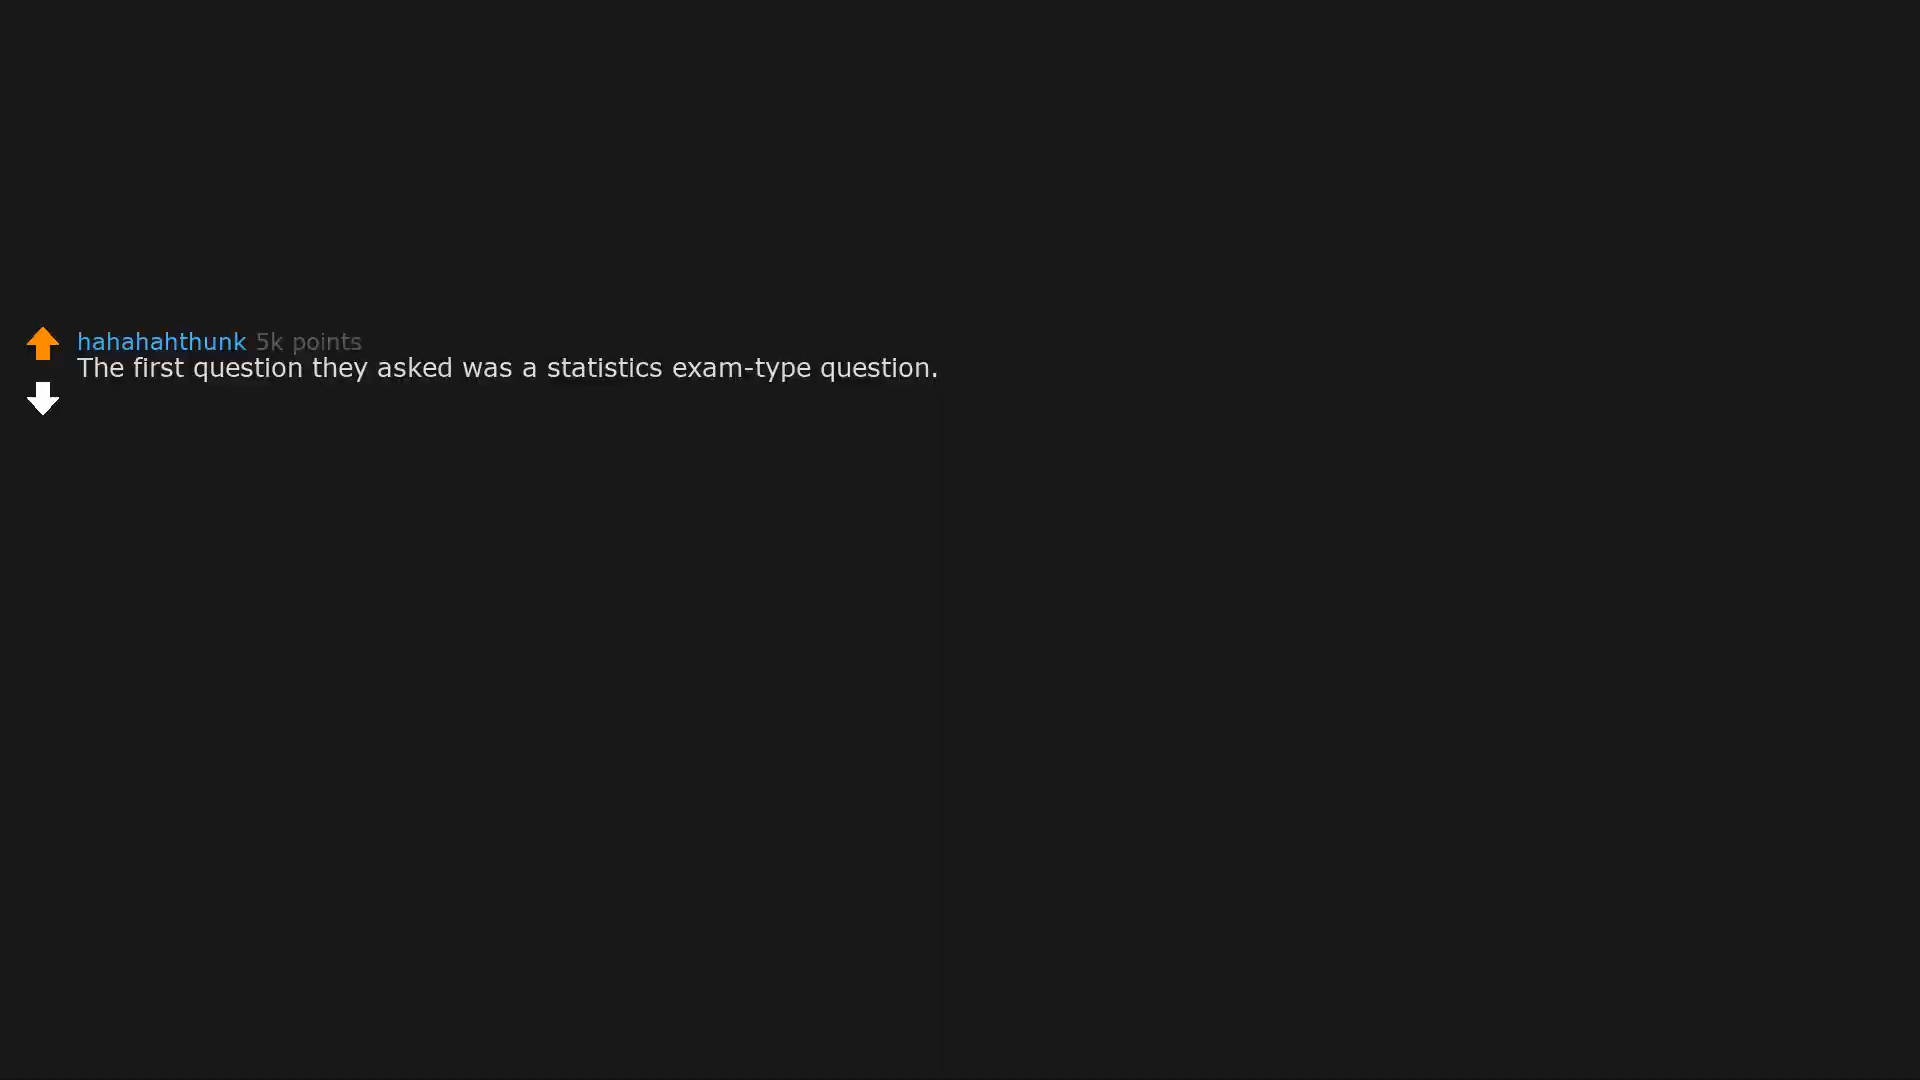 hahahahthunk 5k points
The first question they asked was a statistics exam-type question.